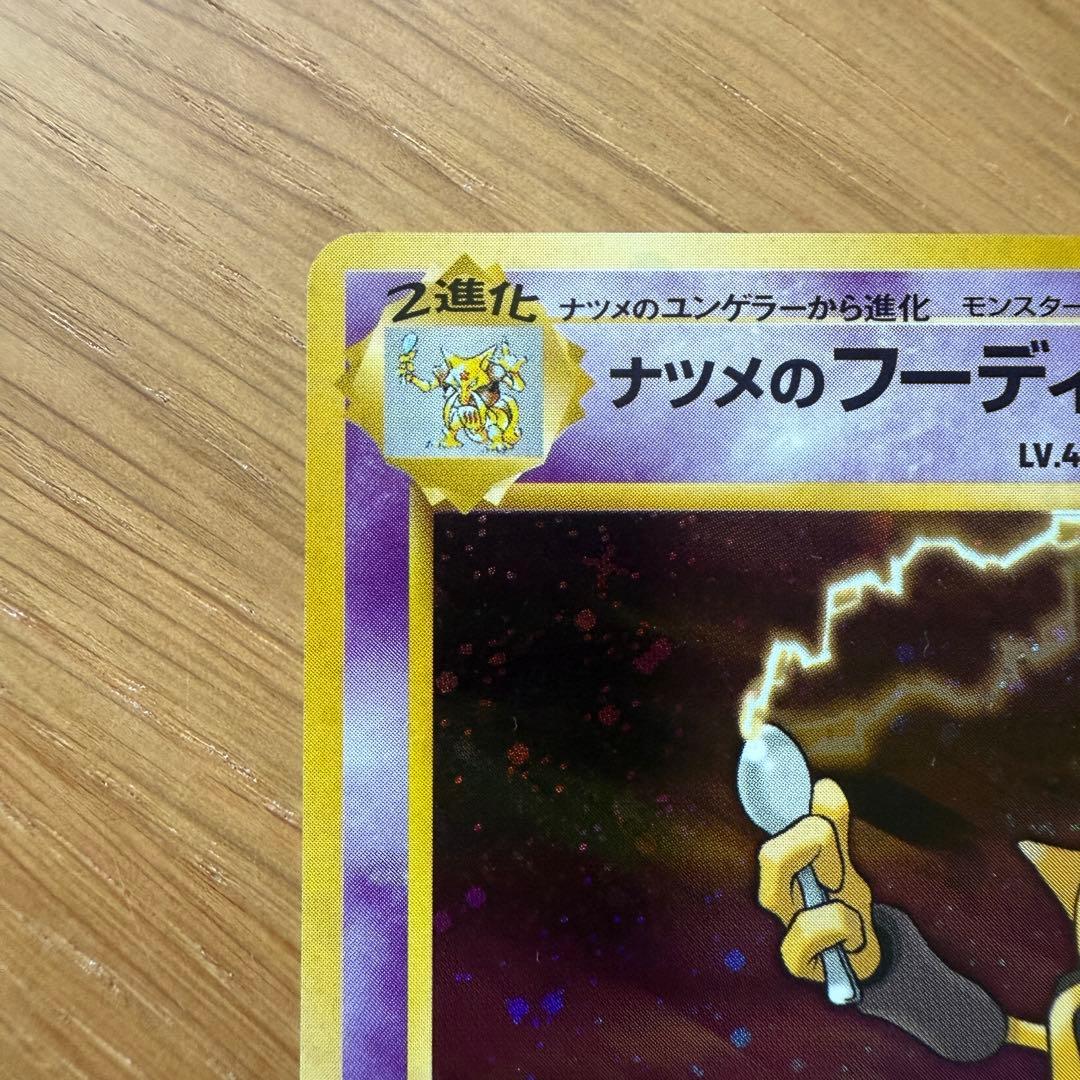 2進化
ナツメのユンゲラーから進化 モンスター
ナツメのフーディ
LV.4